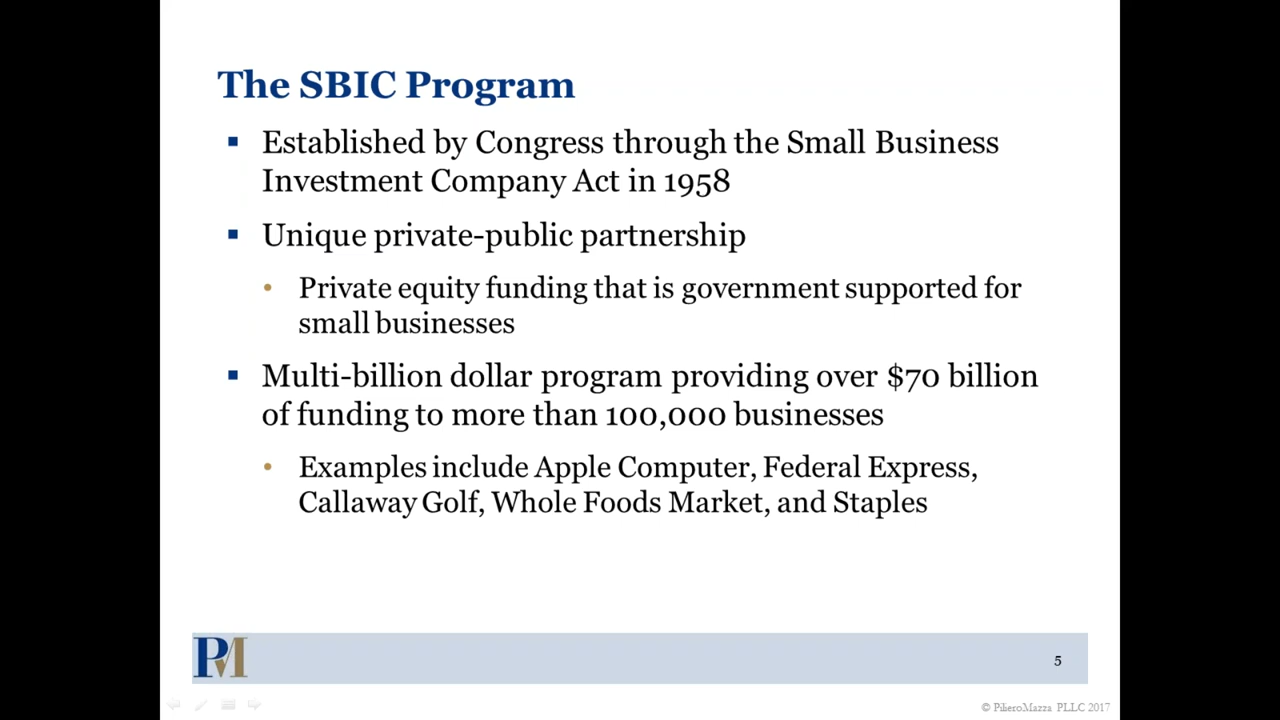 The SBIC Program
▪ Established by Congress through the Small Business
Investment Company Act in 1958
▪ Unique private-public partnership
• Private equity funding that is government supported for
small businesses
▪ Multi-billion dollar program providing over $70 billion
of funding to more than 100,000 businesses
• Examples include Apple Computer, Federal Express,
Callaway Golf, Whole Foods Market, and Staples
PM
5
© PilieroMazza PLLC 2017